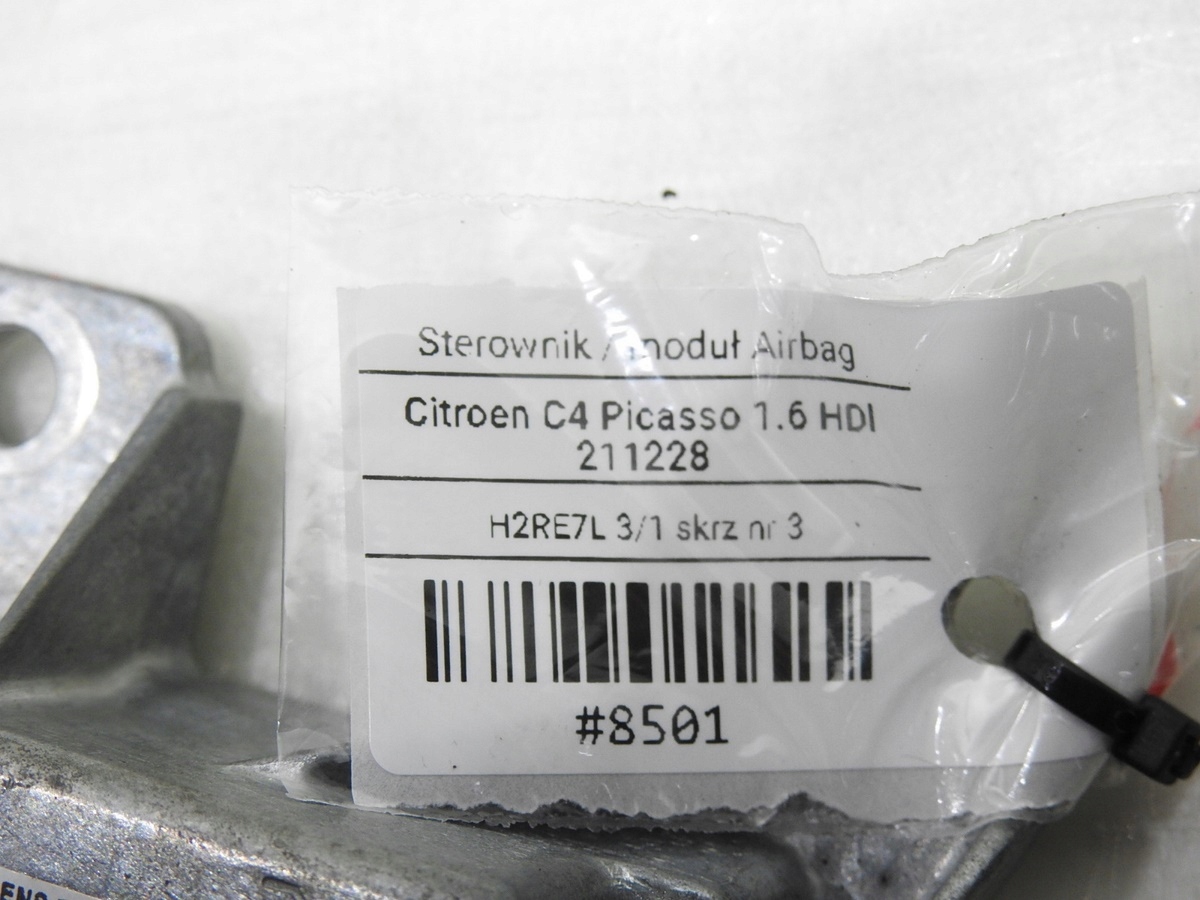 Sterownik / moduł Airbag
Citroen C4 Picasso 1.6 HDI
211228
H2RE7L 3/1 skrz nr 3
#8501